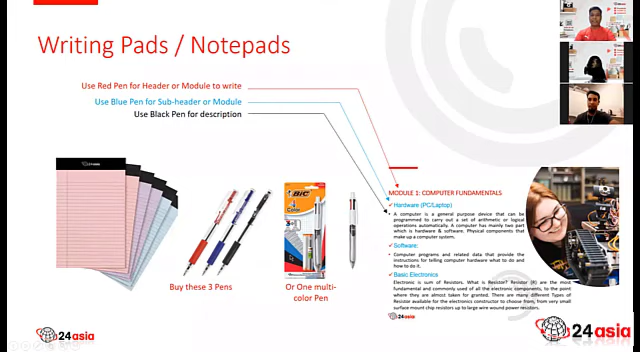 Writing Pads / Notepads
Use Red Pen for Header or Module to write
Use Blue Pen for Sub-header or Module
Use Black Pen for description
BiC
Color
Buy these 3 Pens
Or One multi-
color Pen
MODULE 1: COMPUTER FUNDAMENTALS
Hardware (PC/Laptop)
A computer is a general purpose device that can be
programmed to carry out a set of arithmetic or logical
operations automatically. A computer has mainly two part
which is hardware & software. Physical components that
make up a computer system.
Software:
Computer programs and related data that provide the
instructions for telling computer hardware what to do and
how to do it.
Basic Electronics
Electronic is sum of Resistors. What is Resistor? Resistor (R) are the most
fundamental and commonly used of all the electronic components, to the point
where they are almost taken for granted. There are many different Types of
Resistor available for the electronics constructor to choose from, from very small
surface mount chip resistors up to large wire wound power resistors.
24asia
24asia
24asia